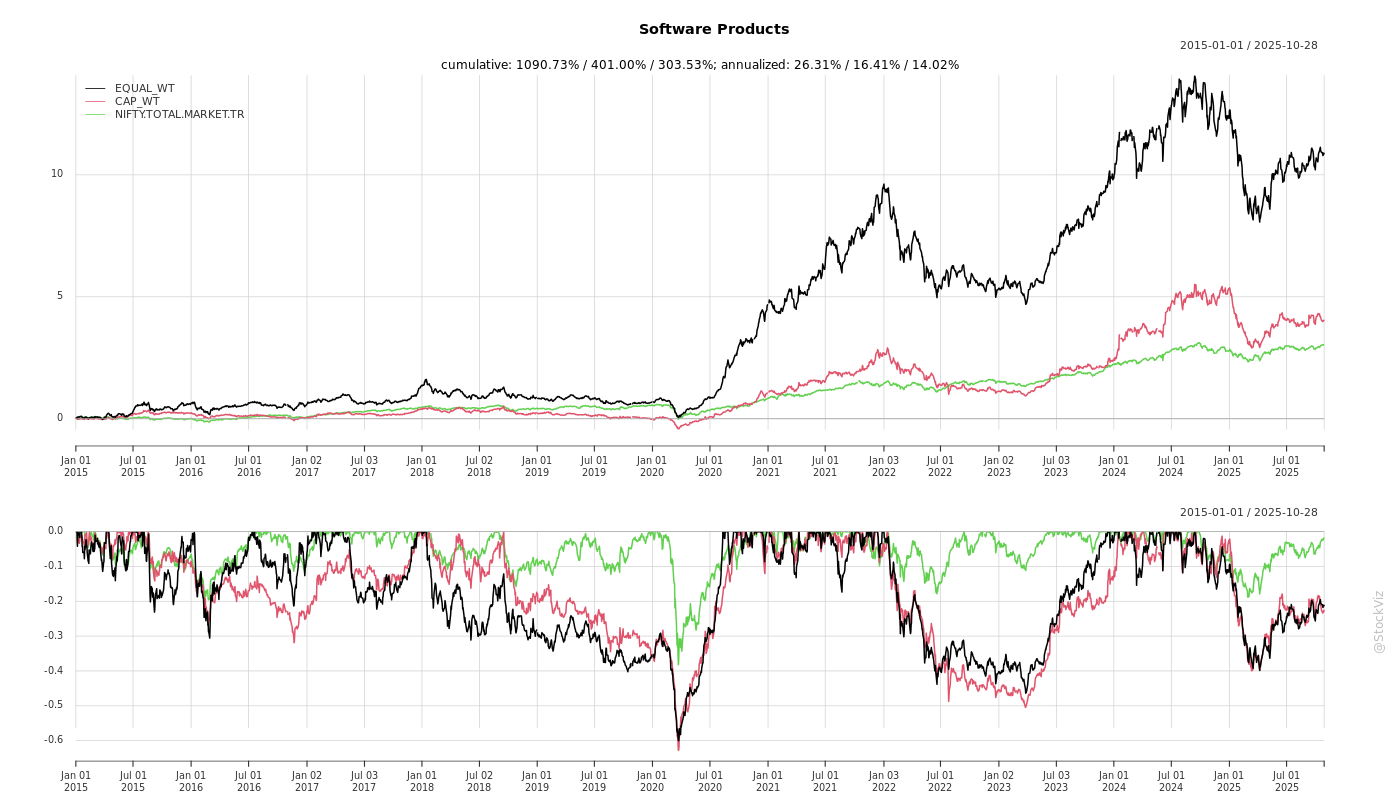 Software Products
2015-01-01 / 2025-10-28
cumulative: 1090.73% / 401.00% / 303.53%; annualized: 26.31% / 16.41% / 14.02%
EQUAL_WT
CAP_WT
NIFTY.TOTAL.MARKET.TR
10
5
0
Jan 01 Jul 01 Jan 01 Jul 01 Jan 02 Jul 03 Jan 01 Jul 02 Jan 01 Jul 01 Jan 01 Jul 01 Jan 01 Jul 01 Jan 03 Jul 01 Jan 02 Jul 03 Jan 01 Jul 01 Jan 01 Jul 01
2015 2015 2016 2016 2017 2017 2018 2018 2019 2019 2020 2020 2021 2021 2022 2022 2023 2023 2024 2024 2025 2025
2015-01-01 / 2025-10-28
0.0
-0.1
-0.2
-0.3
-0.4
-0.5
-0.6
Jan 01 Jul 01 Jan 01 Jul 01 Jan 02 Jul 03 Jan 01 Jul 02 Jan 01 Jul 01 Jan 01 Jul 01 Jan 01 Jul 01 Jan 03 Jul 01 Jan 02 Jul 03 Jan 01 Jul 01 Jan 01 Jul 01
2015 2015 2016 2016 2017 2017 2018 2018 2019 2019 2020 2020 2021 2021 2022 2022 2023 2023 2024 2024 2025 2025
@StockViz